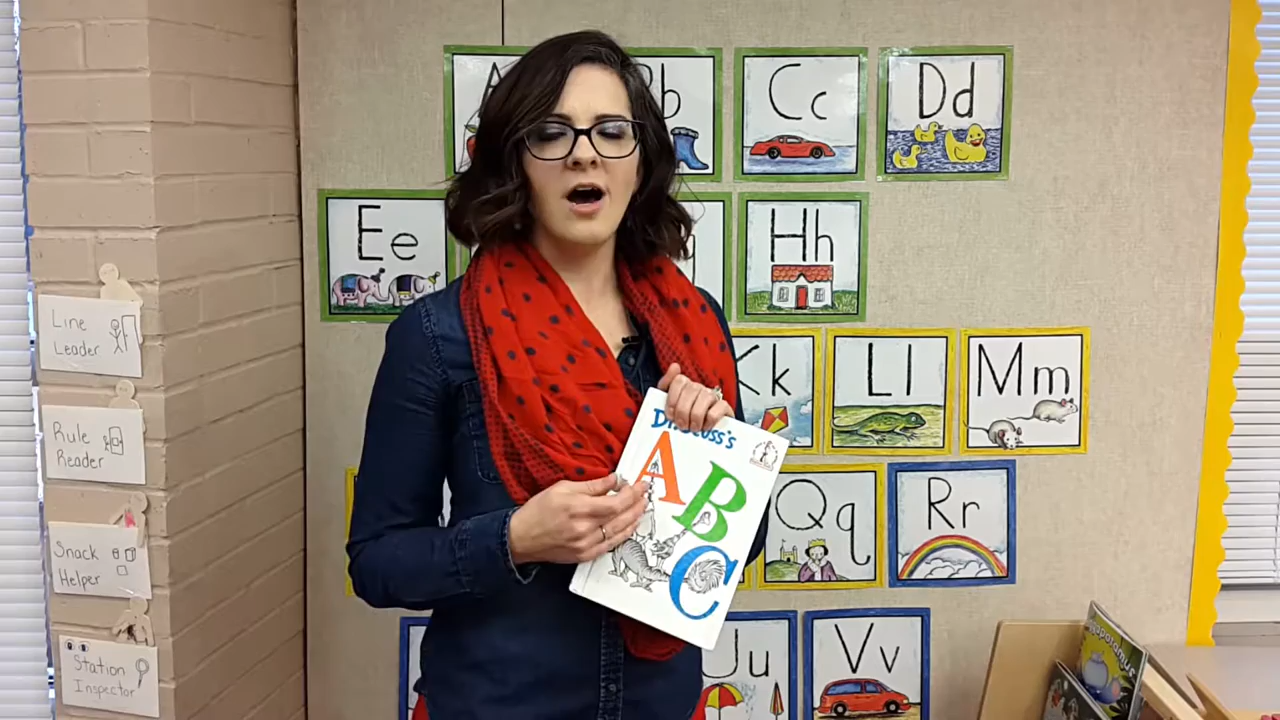 Cc
Dd
Ee
Hh
Kk
Ll
Mm
Qq
Rr
Uu
Vv
Line
Leader
Rule
Reader
Snack
Helper
Station
Inspector
Dr. Seuss's
A
B
C